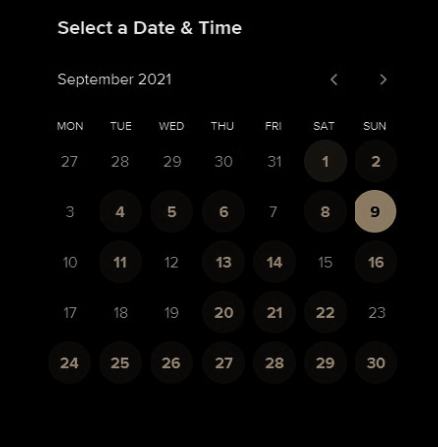 Select a Date & Time
September 2021
MON TUE WED THU FRI SAT SUN
27 28 29 30 31 1 2
3 4 5 6 7 8 9
10 11 12 13 14 15 16
17 18 19 20 21 22 23
24 25 26 27 28 29 30